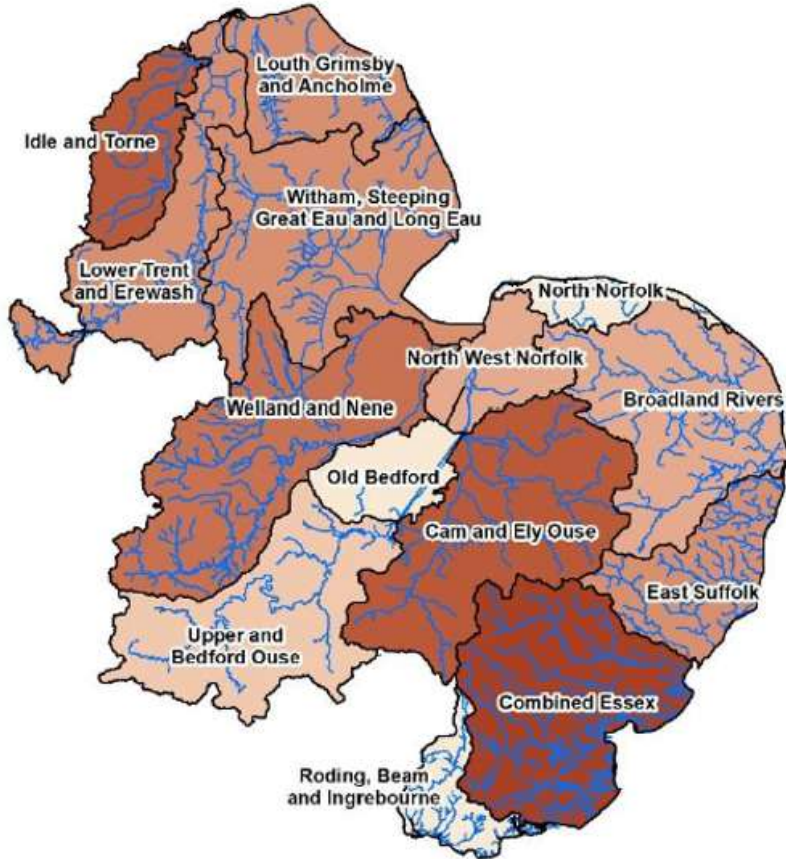 Louth Grimsby
and Ancholme
Idle and Torne
Witham, Steeping
Great Eau and Long Eau
Lower Trent
and Erewash
North Norfolk
North West Norfolk
Broadland Rivers
Welland and Nene
Old Bedford
Cam and Ely Ouse
East Suffolk
Upper and
Bedford Ouse
Combined Essex
Roding, Beam
and Ingrebourne